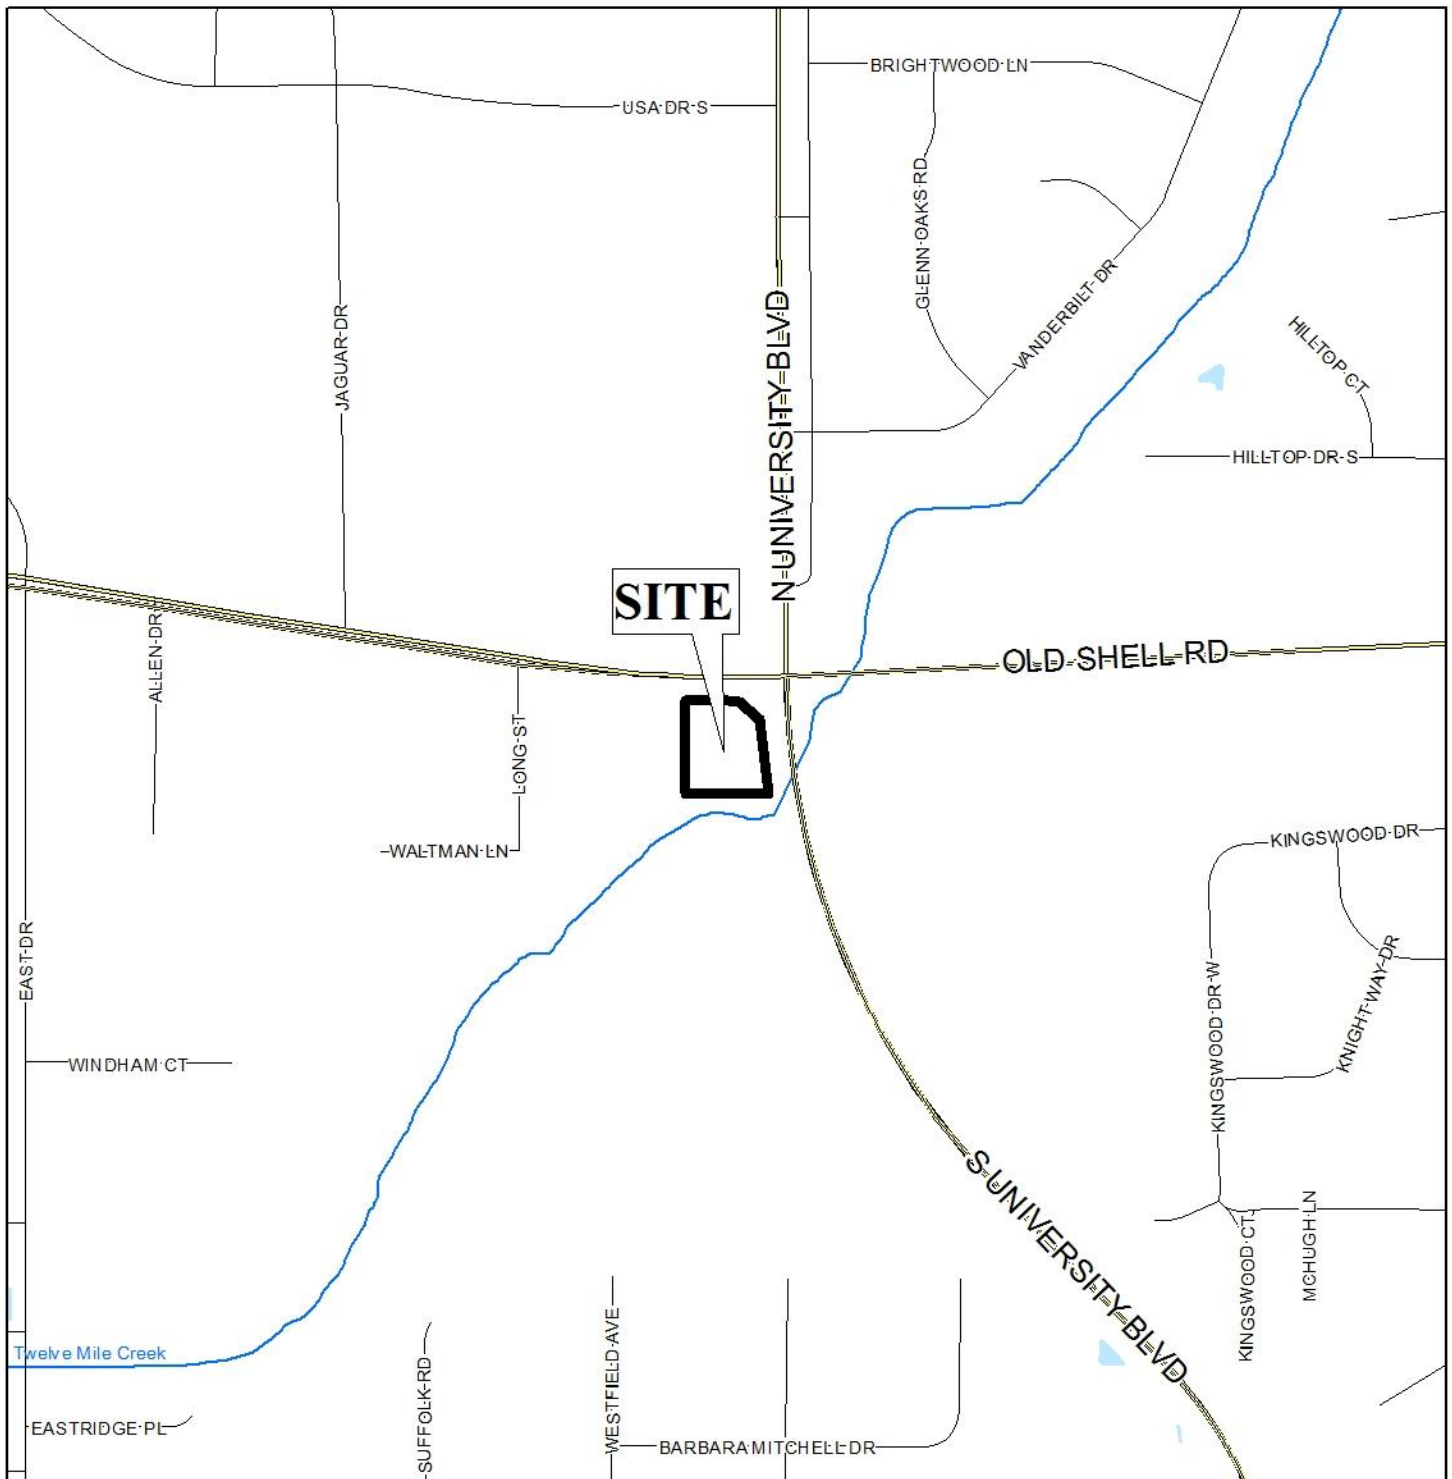 BRIGHTWOOD LN
USA DR S
GLENN OAKS RD
VANDERBILT DR
JAGUAR DR
N UNIVERSITY BLVD
HILLTOP CT
HILLTOP DR S
SITE
OLD SHELL RD
ALLEN DR
LONG ST
WALTMAN LN
KINGSWOOD DR
EAST DR
KNIGHT WAY DR
KINGSWOOD DR W
WINDHAM CT
S UNIVERSITY BLVD
KINGSWOOD CT
MCHUGH LN
Twelve Mile Creek
WESTFIELD AVE
SUFFOLK RD
EASTRIDGE PL
BARBARA MITCHELL DR